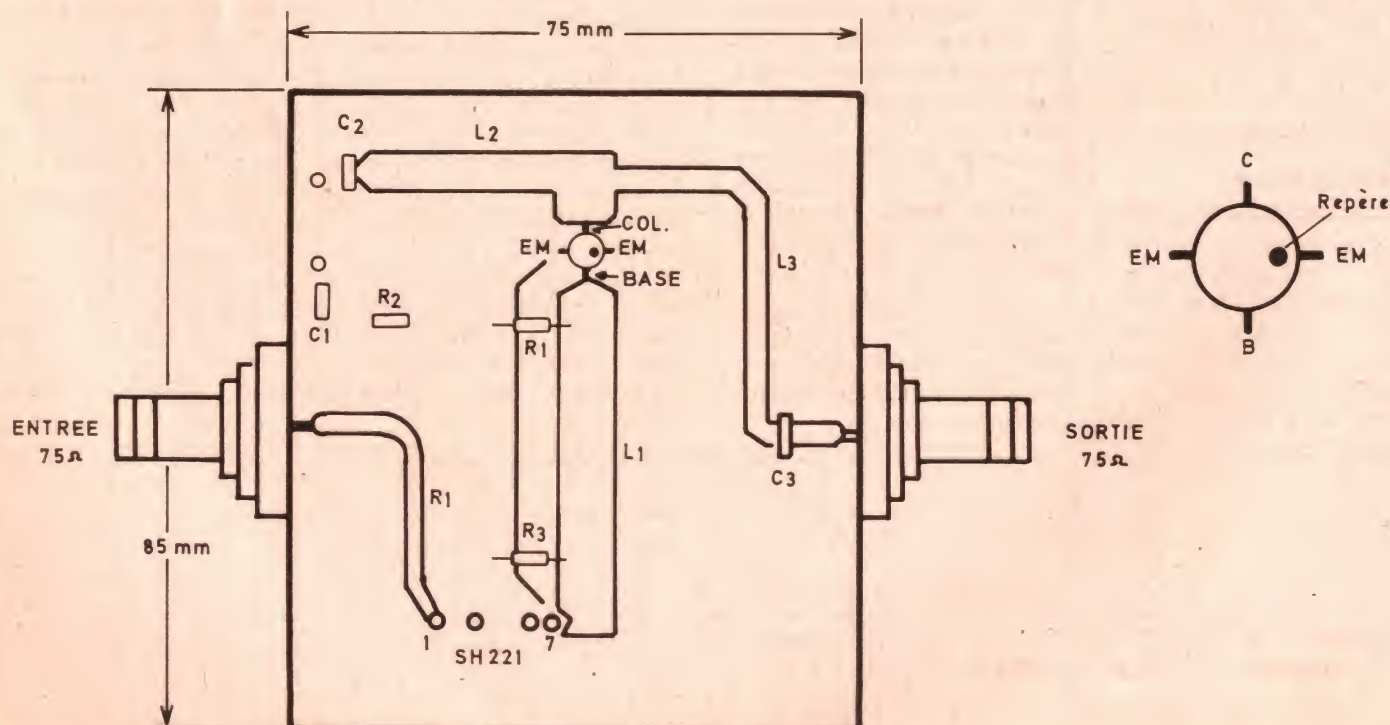 75 mm
C2
L2
C
Repère
COL.
EM
EM
EM
EM
BASE
L3
R2
C1
R1
B
ENTREE
75Ω
SORTIE
75Ω
L1
C3
R1
R3
85 mm
1
7
SH 221